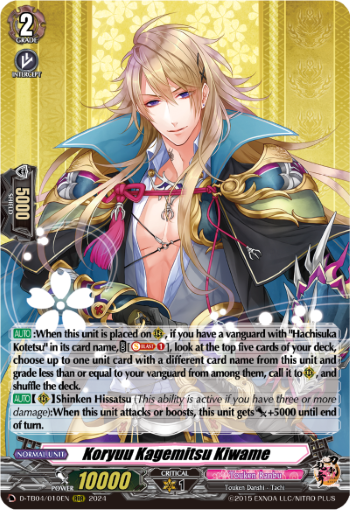 2
GRADE
INTERCEPT
5000
SHIELD
AUTO:When this unit is placed on , if you have a vanguard with "Hachisuka
Kotetsu" in its card name, [ BLAST 1], look at the top five cards of your deck,
choose up to one unit card with a different card name from this unit and
grade less than or equal to your vanguard from among them, call it to , and
shuffle the deck.
AUTO【 】Shinken Hissatsu (This ability is active if you have three or more
damage):When this unit attacks or boosts, this unit gets +5000 until end
of turn.
NORMAL UNIT
Koryuu Kagemitsu Kiwame
POWER
10000
CRITICAL
1
Touken Ranbu
Touken Danshi - Tachi
D-TB04/010EN RRR 2024
©2015 EXNOA LLC/NITRO PLUS